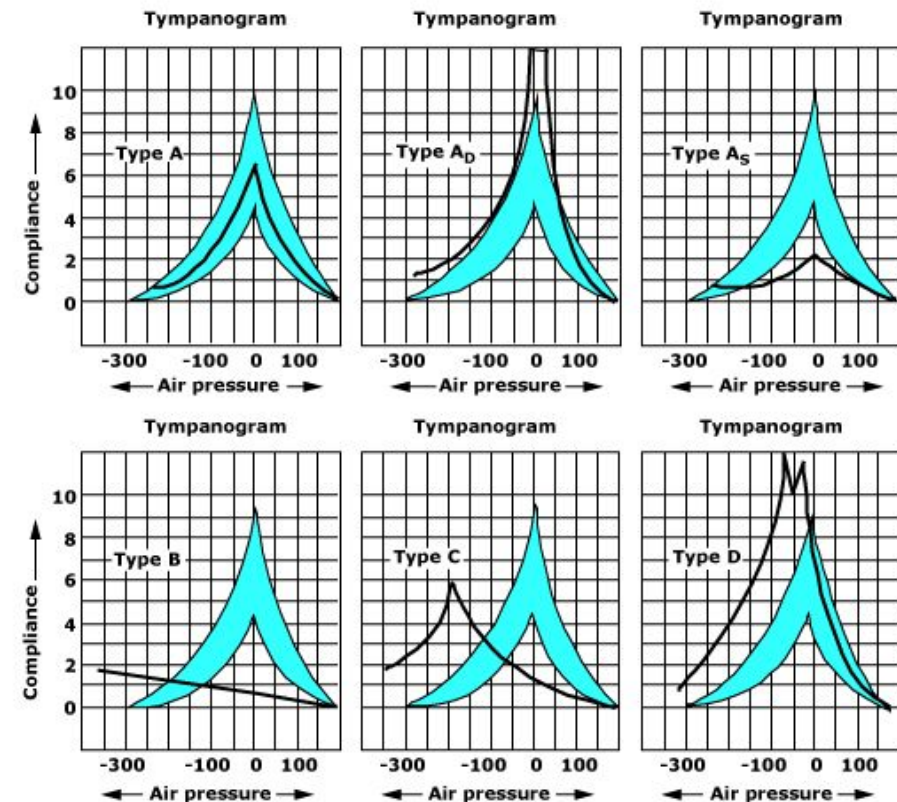 Tympanogram
Tympanogram
Tympanogram
Compliance
10
8
6
4
2
0
Type A
Type AD
Type AS
-300 -100 0 100
-300 -100 0 100
-300 -100 0 100
Air pressure
Air pressure
Air pressure
Tympanogram
Tympanogram
Tympanogram
Compliance
10
8
6
4
2
0
Type B
Type C
Type D
-300 -100 0 100
-300 -100 0 100
-300 -100 0 100
Air pressure
Air pressure
Air pressure